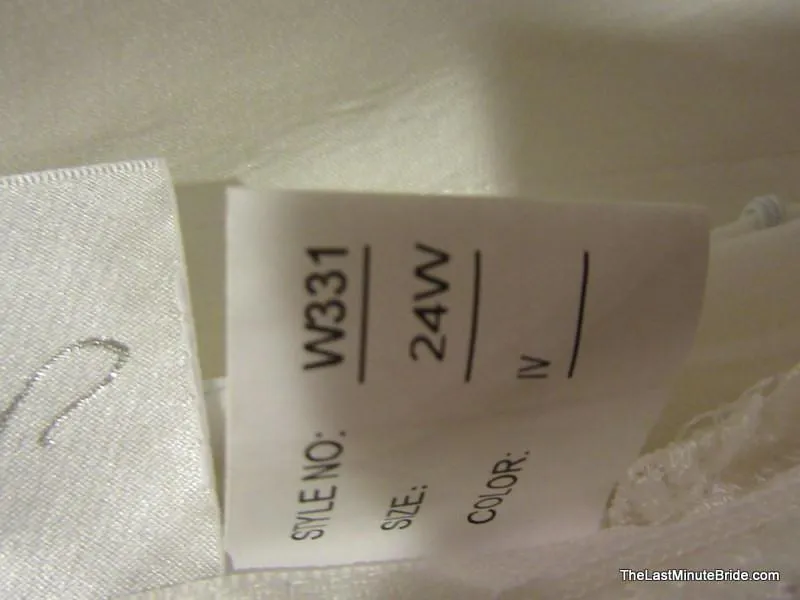 STYLE NO: W331
SIZE: 24W
COLOR: IV
TheLastMinuteBride.com